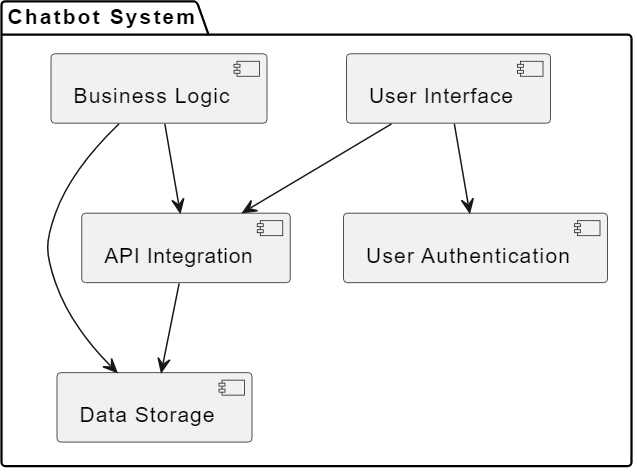 Chatbot System
Business Logic
User Interface
API Integration
User Authentication
Data Storage